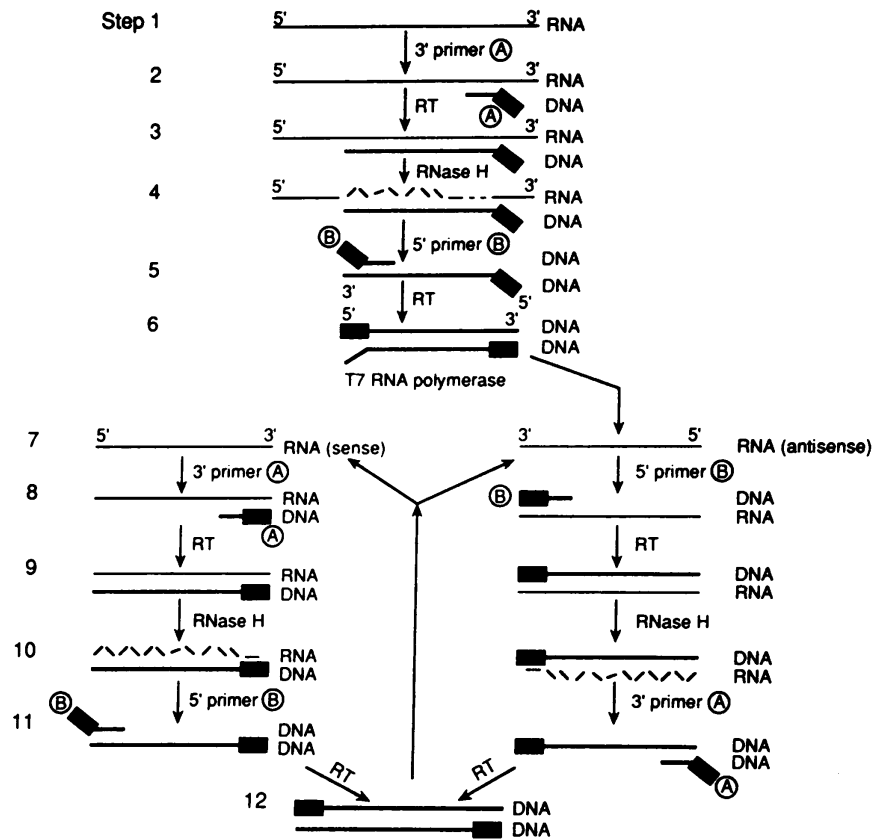 Step 1 5' 3' RNA
3' primer A
2 5' 3' RNA
RT A DNA
3 5' 3' RNA
DNA
RNase H
4 5' 3' RNA
DNA
B 5' primer B DNA
5 DNA
3' RT 5'
6 5' 3' DNA
DNA
T7 RNA polymerase
7 5' 3' RNA (sense) 3' 5' RNA (antisense)
3' primer A 5' primer B
8 RNA B DNA
DNA RNA
A
RT RT
9 RNA DNA
DNA RNA
RNase H RNase H
10 RNA DNA
DNA RNA
5' primer B 3' primer A
B
11 DNA DNA
DNA DNA
RT RT A
12 DNA
DNA